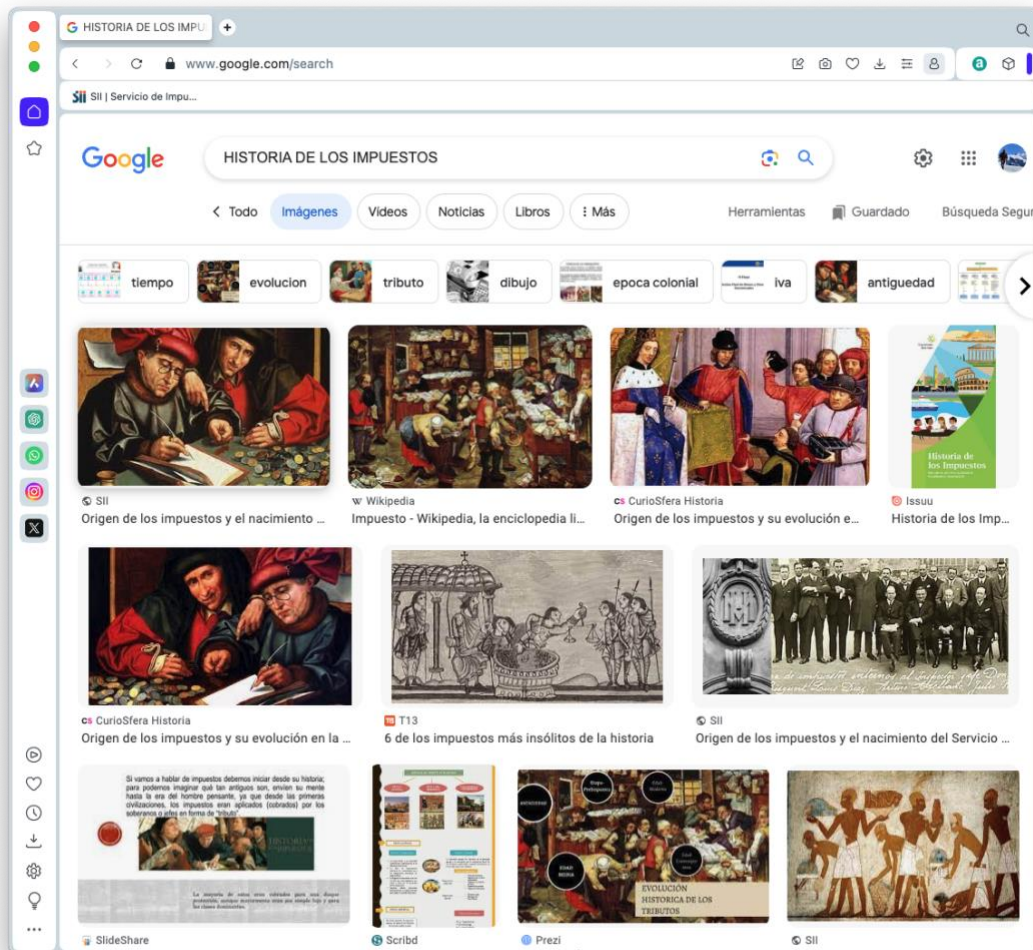 HISTORIA DE LOS IMPU
www.google.com/search
SII | Servicio de Impu...
Google
HISTORIA DE LOS IMPUESTOS
Todo Imágenes Videos Noticias Libros Más
Herramientas Guardado Búsqueda Segur
tiempo evolucion tributo dibujo epoca colonial iva antiguedad
Historia de
los Impuestos
SII
Origen de los impuestos y el nacimiento ...
Wikipedia
Impuesto - Wikipedia, la enciclopedia li...
CurioSfera Historia
Origen de los impuestos y su evolución e...
Issuu
Historia de los Imp...
CurioSfera Historia
Origen de los impuestos y su evolución en la ...
T13
6 de los impuestos más insólitos de la historia
SII
Origen de los impuestos y el nacimiento del Servicio ...
Si vamos a hablar de impuestos debemos iniciar desde su historia;
para podernos imaginar qué tan antiguos son, envíen su mente
hasta la era del hombre pensante, ya que desde las primeras
civilizaciones, los impuestos eran aplicados (cobrados) por los
soberanos o jefes en forma de "tributo".
SlideShare
Scribd
EDAD
MEDIA
EVOLUCIÓN
HISTORICA DE LOS
TRIBUTOS
Prezi
SII